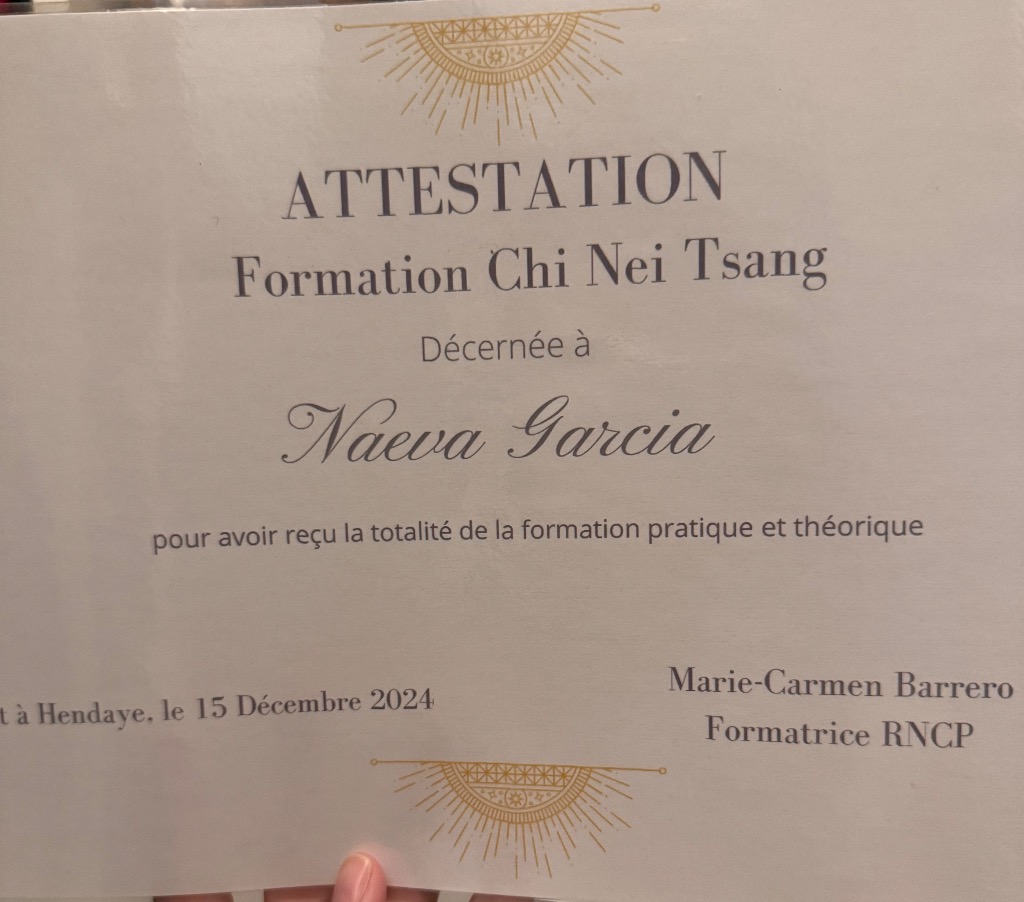 ATTESTATION
Formation Chi Nei Tsang
Décernée à
Naeva Garcia
pour avoir reçu la totalité de la formation pratique et théorique
t à Hendaye, le 15 Décembre 2024
Marie-Carmen Barrero
Formatrice RNCP